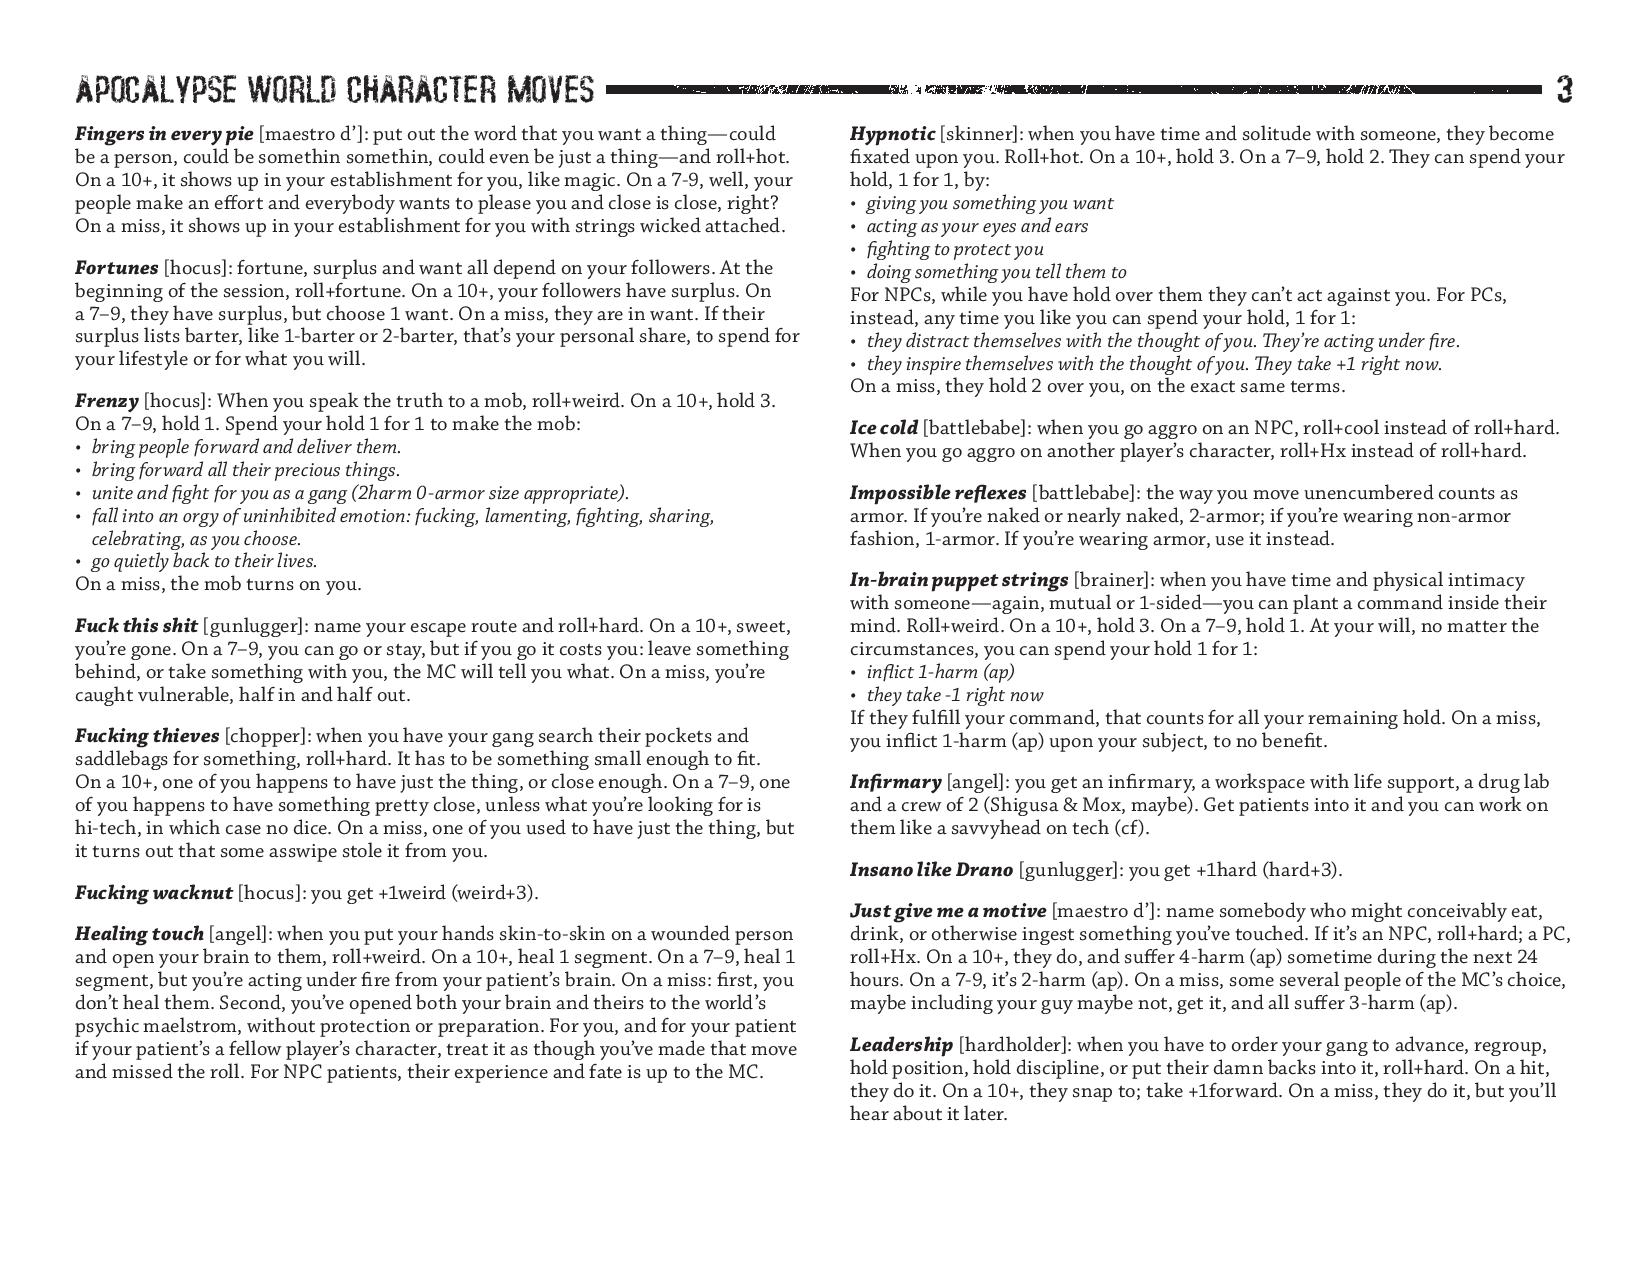 APOCALYPSE WORLD CHARACTER MOVES 3
Fingers in every pie [maestro d’]: put out the word that you want a thing—could
be a person, could be somethin somethin, could even be just a thing—and roll+hot.
On a 10+, it shows up in your establishment for you, like magic. On a 7-9, well, your
people make an effort and everybody wants to please you and close is close, right?
On a miss, it shows up in your establishment for you with strings wicked attached.
Fortunes [hocus]: fortune, surplus and want all depend on your followers. At the
beginning of the session, roll+fortune. On a 10+, your followers have surplus. On
a 7–9, they have surplus, but choose 1 want. On a miss, they are in want. If their
surplus lists barter, like 1-barter or 2-barter, that’s your personal share, to spend for
your lifestyle or for what you will.
Frenzy [hocus]: When you speak the truth to a mob, roll+weird. On a 10+, hold 3.
On a 7–9, hold 1. Spend your hold 1 for 1 to make the mob:
• bring people forward and deliver them.
• bring forward all their precious things.
• unite and fight for you as a gang (2harm 0-armor size appropriate).
• fall into an orgy of uninhibited emotion: fucking, lamenting, fighting, sharing,
celebrating, as you choose.
• go quietly back to their lives.
On a miss, the mob turns on you.
Fuck this shit [gunlugger]: name your escape route and roll+hard. On a 10+, sweet,
you’re gone. On a 7–9, you can go or stay, but if you go it costs you: leave something
behind, or take something with you, the MC will tell you what. On a miss, you’re
caught vulnerable, half in and half out.
Fucking thieves [chopper]: when you have your gang search their pockets and
saddlebags for something, roll+hard. It has to be something small enough to fit.
On a 10+, one of you happens to have just the thing, or close enough. On a 7–9, one
of you happens to have something pretty close, unless what you’re looking for is
hi-tech, in which case no dice. On a miss, one of you used to have just the thing, but
it turns out that some asswipe stole it from you.
Fucking wacknut [hocus]: you get +1weird (weird+3).
Healing touch [angel]: when you put your hands skin-to-skin on a wounded person
and open your brain to them, roll+weird. On a 10+, heal 1 segment. On a 7–9, heal 1
segment, but you’re acting under fire from your patient’s brain. On a miss: first, you
don’t heal them. Second, you’ve opened both your brain and theirs to the world’s
psychic maelstrom, without protection or preparation. For you, and for your patient
if your patient’s a fellow player’s character, treat it as though you’ve made that move
and missed the roll. For NPC patients, their experience and fate is up to the MC.
Hypnotic [skinner]: when you have time and solitude with someone, they become
fixated upon you. Roll+hot. On a 10+, hold 3. On a 7–9, hold 2. They can spend your
hold, 1 for 1, by:
• giving you something you want
• acting as your eyes and ears
• fighting to protect you
• doing something you tell them to
For NPCs, while you have hold over them they can’t act against you. For PCs,
instead, any time you like you can spend your hold, 1 for 1:
• they distract themselves with the thought of you. They’re acting under fire.
• they inspire themselves with the thought of you. They take +1 right now.
On a miss, they hold 2 over you, on the exact same terms.
Ice cold [battlebabe]: when you go aggro on an NPC, roll+cool instead of roll+hard.
When you go aggro on another player’s character, roll+Hx instead of roll+hard.
Impossible reflexes [battlebabe]: the way you move unencumbered counts as
armor. If you’re naked or nearly naked, 2-armor; if you’re wearing non-armor
fashion, 1-armor. If you’re wearing armor, use it instead.
In-brain puppet strings [brainer]: when you have time and physical intimacy
with someone—again, mutual or 1-sided—you can plant a command inside their
mind. Roll+weird. On a 10+, hold 3. On a 7–9, hold 1. At your will, no matter the
circumstances, you can spend your hold 1 for 1:
• inflict 1-harm (ap)
• they take -1 right now
If they fulfill your command, that counts for all your remaining hold. On a miss,
you inflict 1-harm (ap) upon your subject, to no benefit.
Infirmary [angel]: you get an infirmary, a workspace with life support, a drug lab
and a crew of 2 (Shigusa & Mox, maybe). Get patients into it and you can work on
them like a savvyhead on tech (cf).
Insano like Drano [gunlugger]: you get +1hard (hard+3).
Just give me a motive [maestro d’]: name somebody who might conceivably eat,
drink, or otherwise ingest something you’ve touched. If it’s an NPC, roll+hard; a PC,
roll+Hx. On a 10+, they do, and suffer 4-harm (ap) sometime during the next 24
hours. On a 7-9, it’s 2-harm (ap). On a miss, some several people of the MC’s choice,
maybe including your guy maybe not, get it, and all suffer 3-harm (ap).
Leadership [hardholder]: when you have to order your gang to advance, regroup,
hold position, hold discipline, or put their damn backs into it, roll+hard. On a hit,
they do it. On a 10+, they snap to; take +1forward. On a miss, they do it, but you’ll
hear about it later.